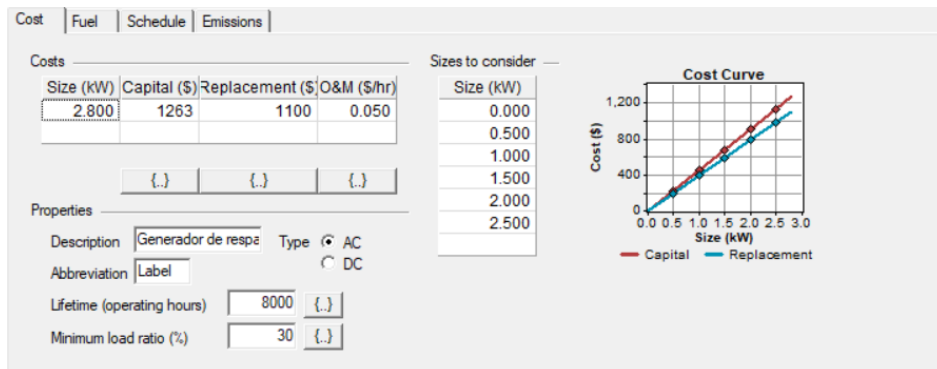 Cost Fuel Schedule Emissions
Costs
Size (kW) Capital ($) Replacement ($) O&M ($/hr)
2.800 1263 1100 0.050
{..} {..} {..}
Properties
Description Generador de respa Type AC
DC
Abbreviation Label
Lifetime (operating hours) 8000 {..}
Minimum load ratio (%) 30 {..}
Sizes to consider
Size (kW)
0.000
0.500
1.000
1.500
2.000
2.500
Cost Curve
Cost ($)
1,200
800
400
0
0.0 0.5 1.0 1.5 2.0 2.5 3.0
Size (kW)
Capital Replacement